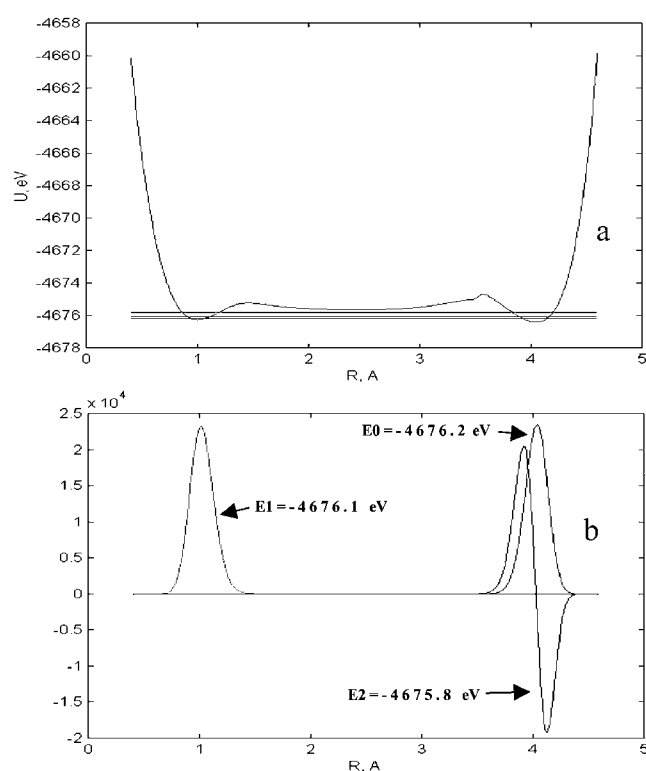 -4658
-4660
-4662
-4664
-4666
-4668
-4670
-4672
-4674
-4676
-4678
U, eV
a
0 1 2 3 4 5
R, A
× 10⁴
2.5
2
1.5
1
0.5
0
-0.5
-1
-1.5
-2
E0=-4676.2 eV
E1=-4676.1 eV
b
E2=-4675.8 eV
0 1 2 3 4 5
R, A